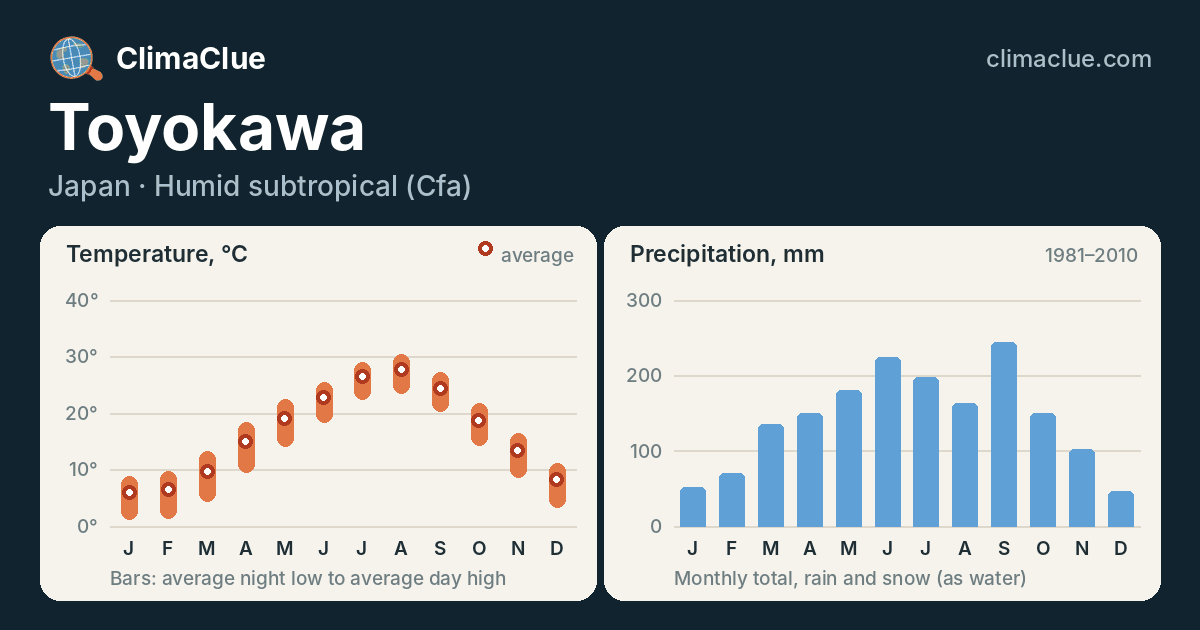 ClimaClue
climaclue.com
Toyokawa
Japan · Humid subtropical (Cfa)
Temperature, °C
average
40°
30°
20°
10°
0°
J F M A M J J A S O N D
Bars: average night low to average day high
Precipitation, mm
1981–2010
300
200
100
0
J F M A M J J A S O N D
Monthly total, rain and snow (as water)